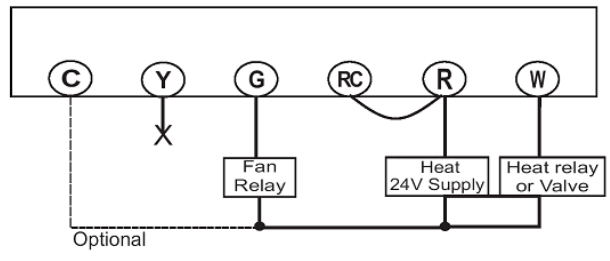 C Y G RC R W
X
Fan
Relay
Heat
24V Supply
Heat relay
or Valve
Optional